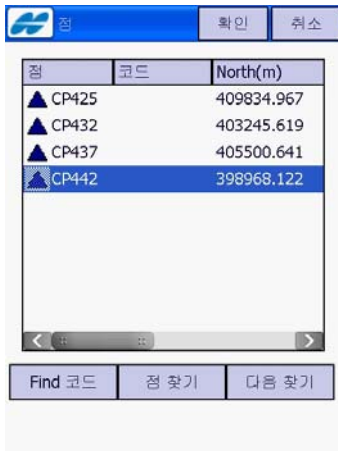 점 확인 취소
점 코드 North(m)
CP425 409834.967
CP432 403245.619
CP437 405500.641
CP442 398968.122
Find 코드 점 찾기 다음 찾기